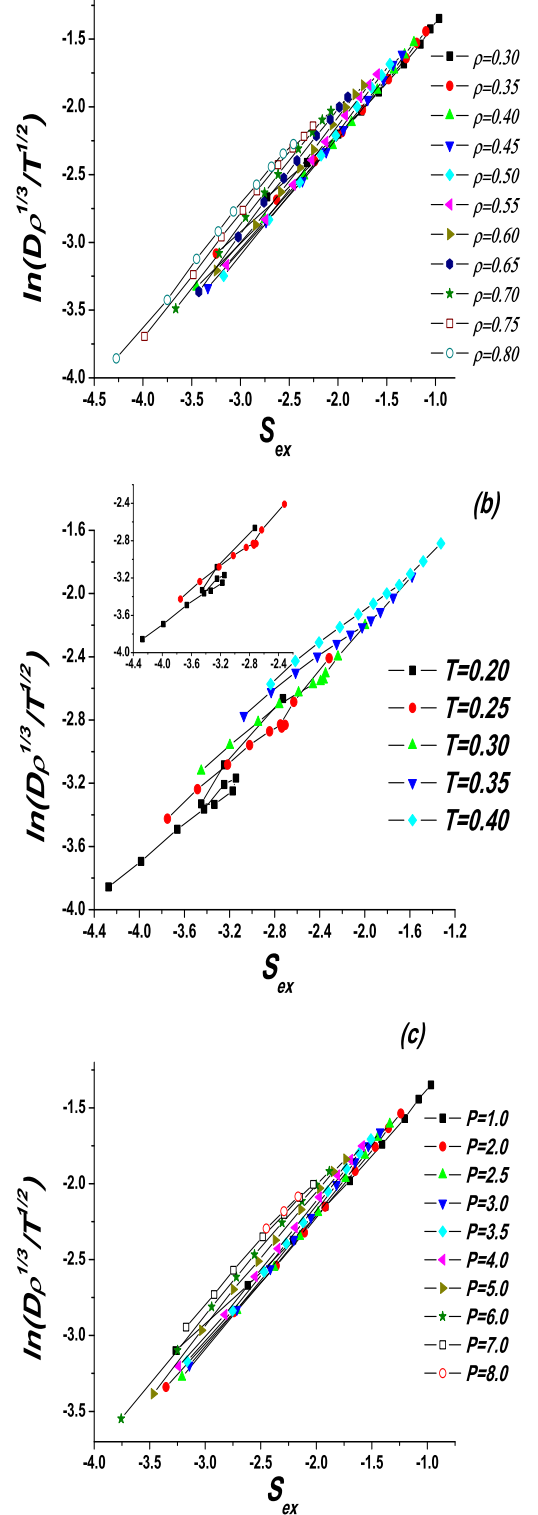 -1.5
-2.0
-2.5
-3.0
-3.5
-4.0
-4.5 -4.0 -3.5 -3.0 -2.5 -2.0 -1.5 -1.0
ln(Dρ^1/3/T^1/2)
S_ex
ρ=0.30
ρ=0.35
ρ=0.40
ρ=0.45
ρ=0.50
ρ=0.55
ρ=0.60
ρ=0.65
ρ=0.70
ρ=0.75
ρ=0.80
(b)
-2.4
-2.8
-3.2
-3.6
-4.0
-4.4 -4.0 -3.6 -3.2 -2.8 -2.4
-1.6
-2.0
-2.4
-2.8
-3.2
-3.6
-4.0
-4.4 -4.0 -3.6 -3.2 -2.8 -2.4 -2.0 -1.6 -1.2
ln(Dρ^1/3/T^1/2)
S_ex
T=0.20
T=0.25
T=0.30
T=0.35
T=0.40
(c)
-1.5
-2.0
-2.5
-3.0
-3.5
-4.0 -3.5 -3.0 -2.5 -2.0 -1.5 -1.0
ln(Dρ^1/3/T^1/2)
S_ex
P=1.0
P=2.0
P=2.5
P=3.0
P=3.5
P=4.0
P=5.0
P=6.0
P=7.0
P=8.0